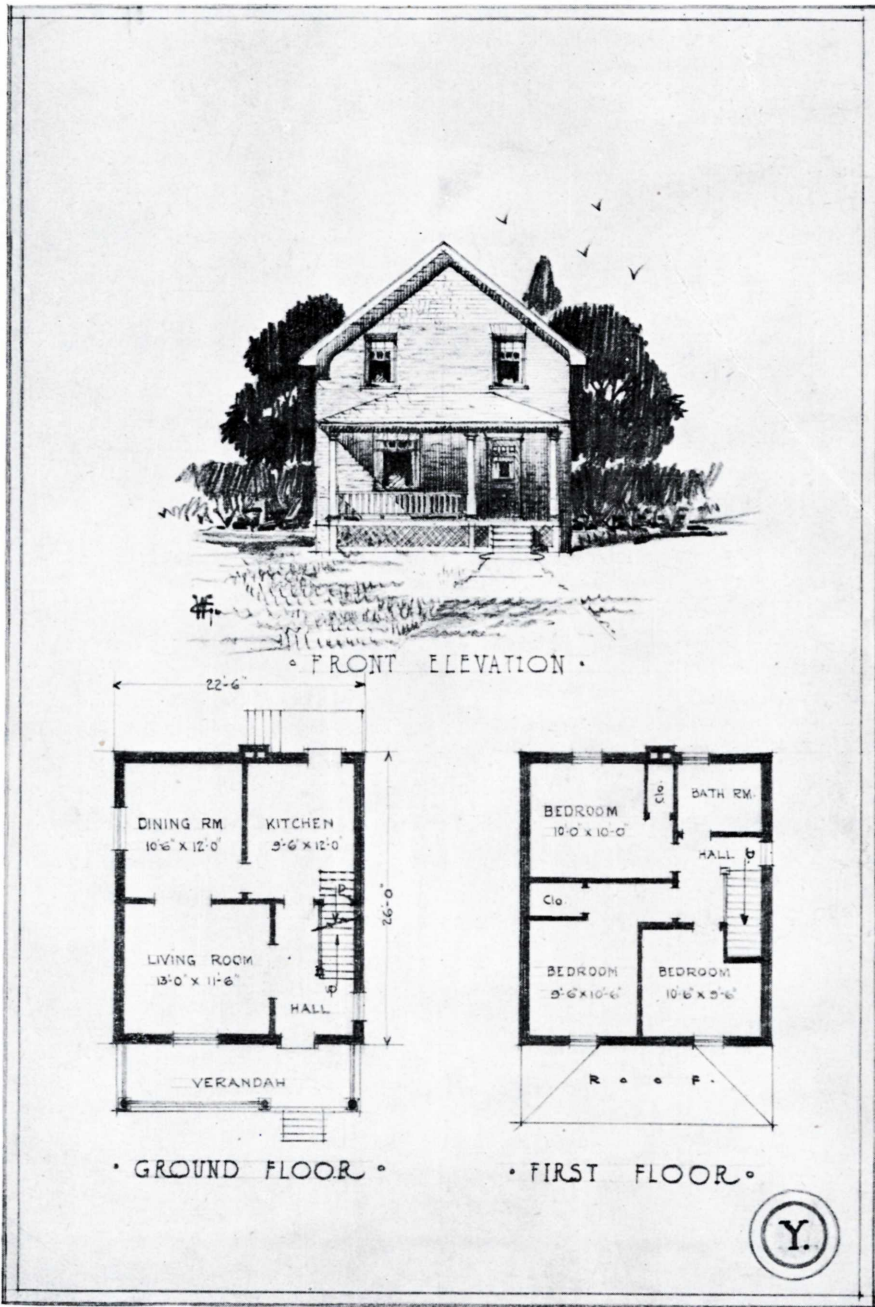 · FRONT ELEVATION ·
22'-6"
DINING RM.
10'-6" X 12'-0"
KITCHEN
9'-6" X 12'-0"
26'-0"
LIVING ROOM
13'-0" X 11'-6"
HALL
VERANDAH
· GROUND FLOOR ·
BEDROOM
10'-0" X 10'-0"
Clo.
BATH RM.
HALL
Clo.
BEDROOM
9'-6" X 10'-6"
BEDROOM
10'-6" X 9'-6"
ROOF.
· FIRST FLOOR ·
Y.